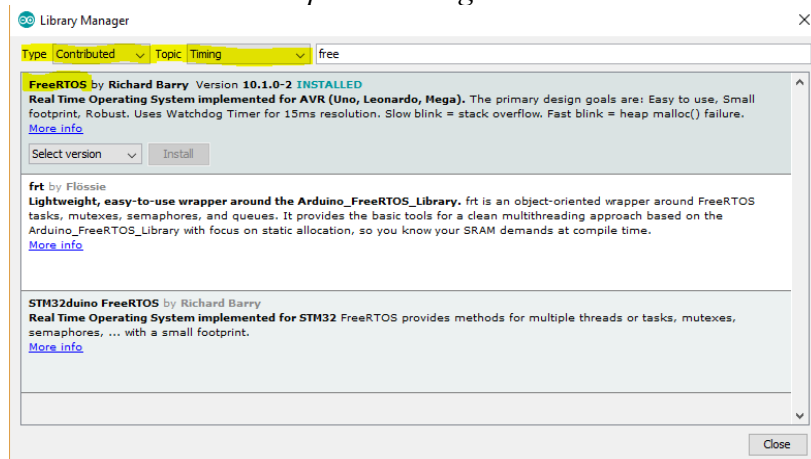 Library Manager
Type Contributed Topic Timing free
FreeRTOS by Richard Barry Version 10.1.0-2 INSTALLED
Real Time Operating System implemented for AVR (Uno, Leonardo, Mega). The primary design goals are: Easy to use, Small
footprint, Robust. Uses Watchdog Timer for 15ms resolution. Slow blink = stack overflow. Fast blink = heap malloc() failure.
More info
Select version Install
frt by Flössie
Lightweight, easy-to-use wrapper around the Arduino_FreeRTOS_Library. frt is an object-oriented wrapper around FreeRTOS
tasks, mutexes, semaphores, and queues. It provides the basic tools for a clean multithreading approach based on the
Arduino_FreeRTOS_Library with focus on static allocation, so you know your SRAM demands at compile time.
More info
STM32duino FreeRTOS by Richard Barry
Real Time Operating System implemented for STM32 FreeRTOS provides methods for multiple threads or tasks, mutexes,
semaphores, ... with a small footprint.
More info
Close